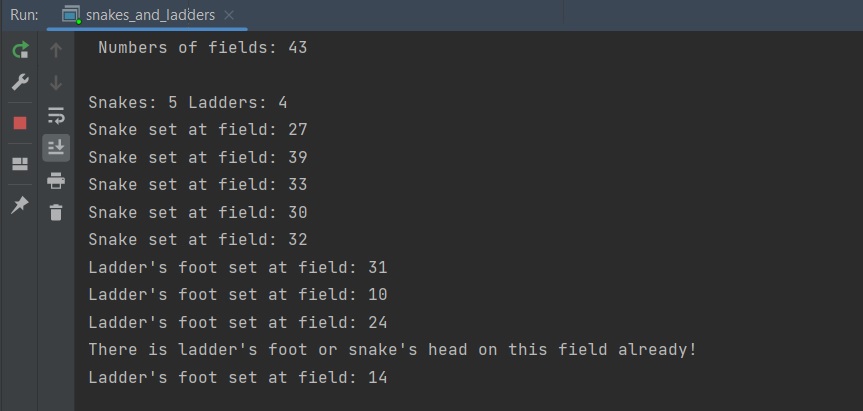 Run: snakes_and_ladders
Numbers of fields: 43
Snakes: 5 Ladders: 4
Snake set at field: 27
Snake set at field: 39
Snake set at field: 33
Snake set at field: 30
Snake set at field: 32
Ladder's foot set at field: 31
Ladder's foot set at field: 10
Ladder's foot set at field: 24
There is ladder's foot or snake's head on this field already!
Ladder's foot set at field: 14